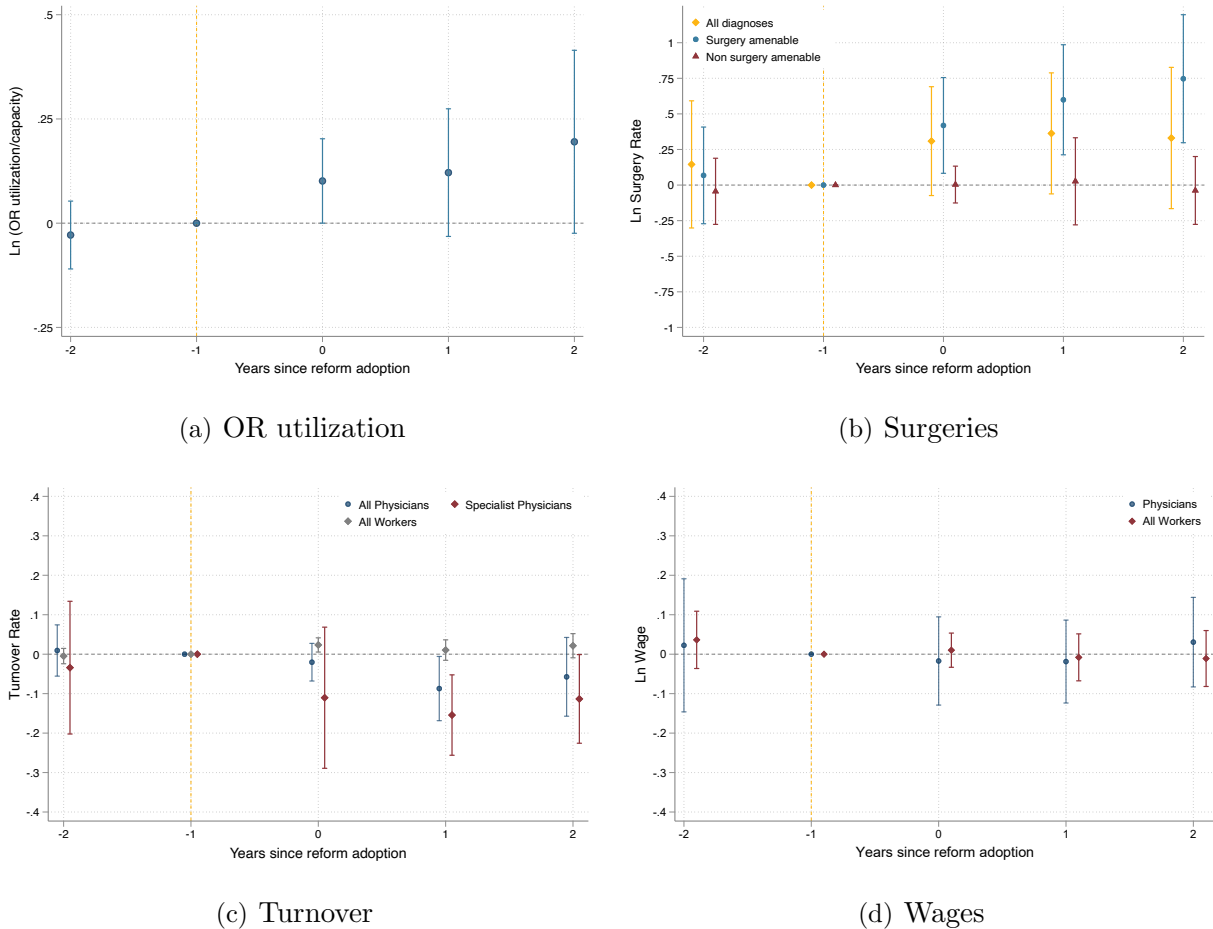 .5
.25
0
-.25
Ln (OR utilization/capacity)
-2
-1
0
1
2
Years since reform adoption
(a) OR utilization
All diagnoses
Surgery amenable
Non surgery amenable
1
.75
0.5
0.25
0
0.25
-.5
-.75
-1
Ln Surgery Rate
-2
-1
0
1
2
Years since reform adoption
(b) Surgeries
All Physicians
Specialist Physicians
All Workers
.4
.3
.2
.1
0
-.1
-.2
-.3
-.4
Turnover Rate
-2
-1
0
1
2
Years since reform adoption
(c) Turnover
Physicians
All Workers
.4
.3
.2
.1
0
-.1
-.2
-.3
-.4
Ln Wage
-2
-1
0
1
2
Years since reform adoption
(d) Wages